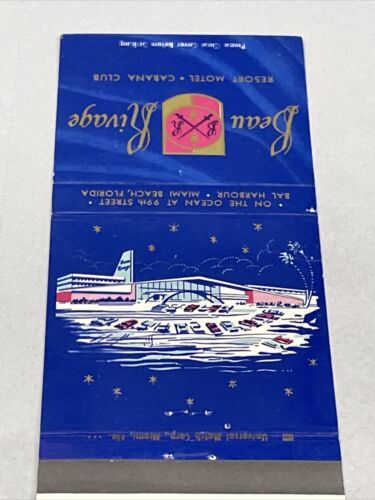 Please Close Cover Before Striking
RESORT MOTEL • CABANA CLUB
Beau Rivage
• ON THE OCEAN AT 99th STREET •
BAL HARBOUR • MIAMI BEACH, FLORIDA
Universal Match Corp., Miami, Fla.